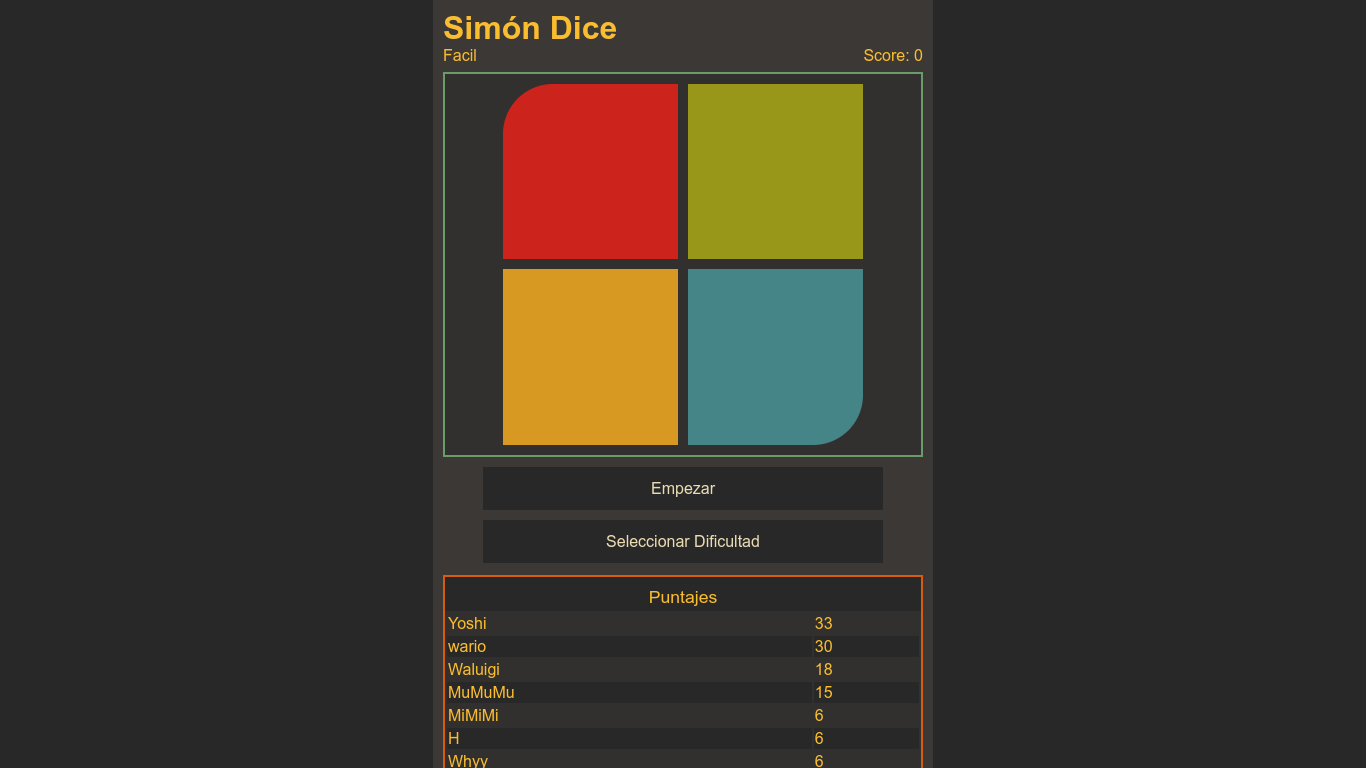 Simón Dice
Facil Score: 0
Empezar
Seleccionar Dificultad
Puntajes
Yoshi 33
wario 30
Waluigi 18
MuMuMu 15
MiMiMi 6
H 6
Whyy 6